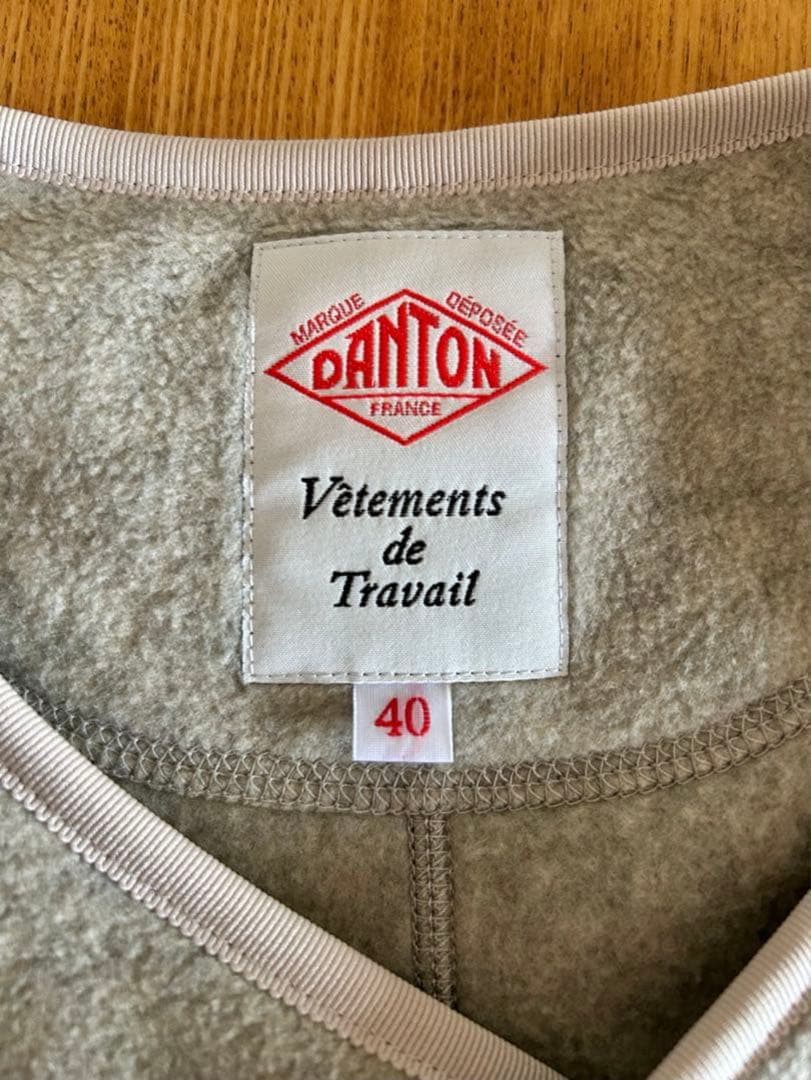 MARQUE DÉPOSÉE
DANTON
FRANCE
Vêtements
de
Travail
40